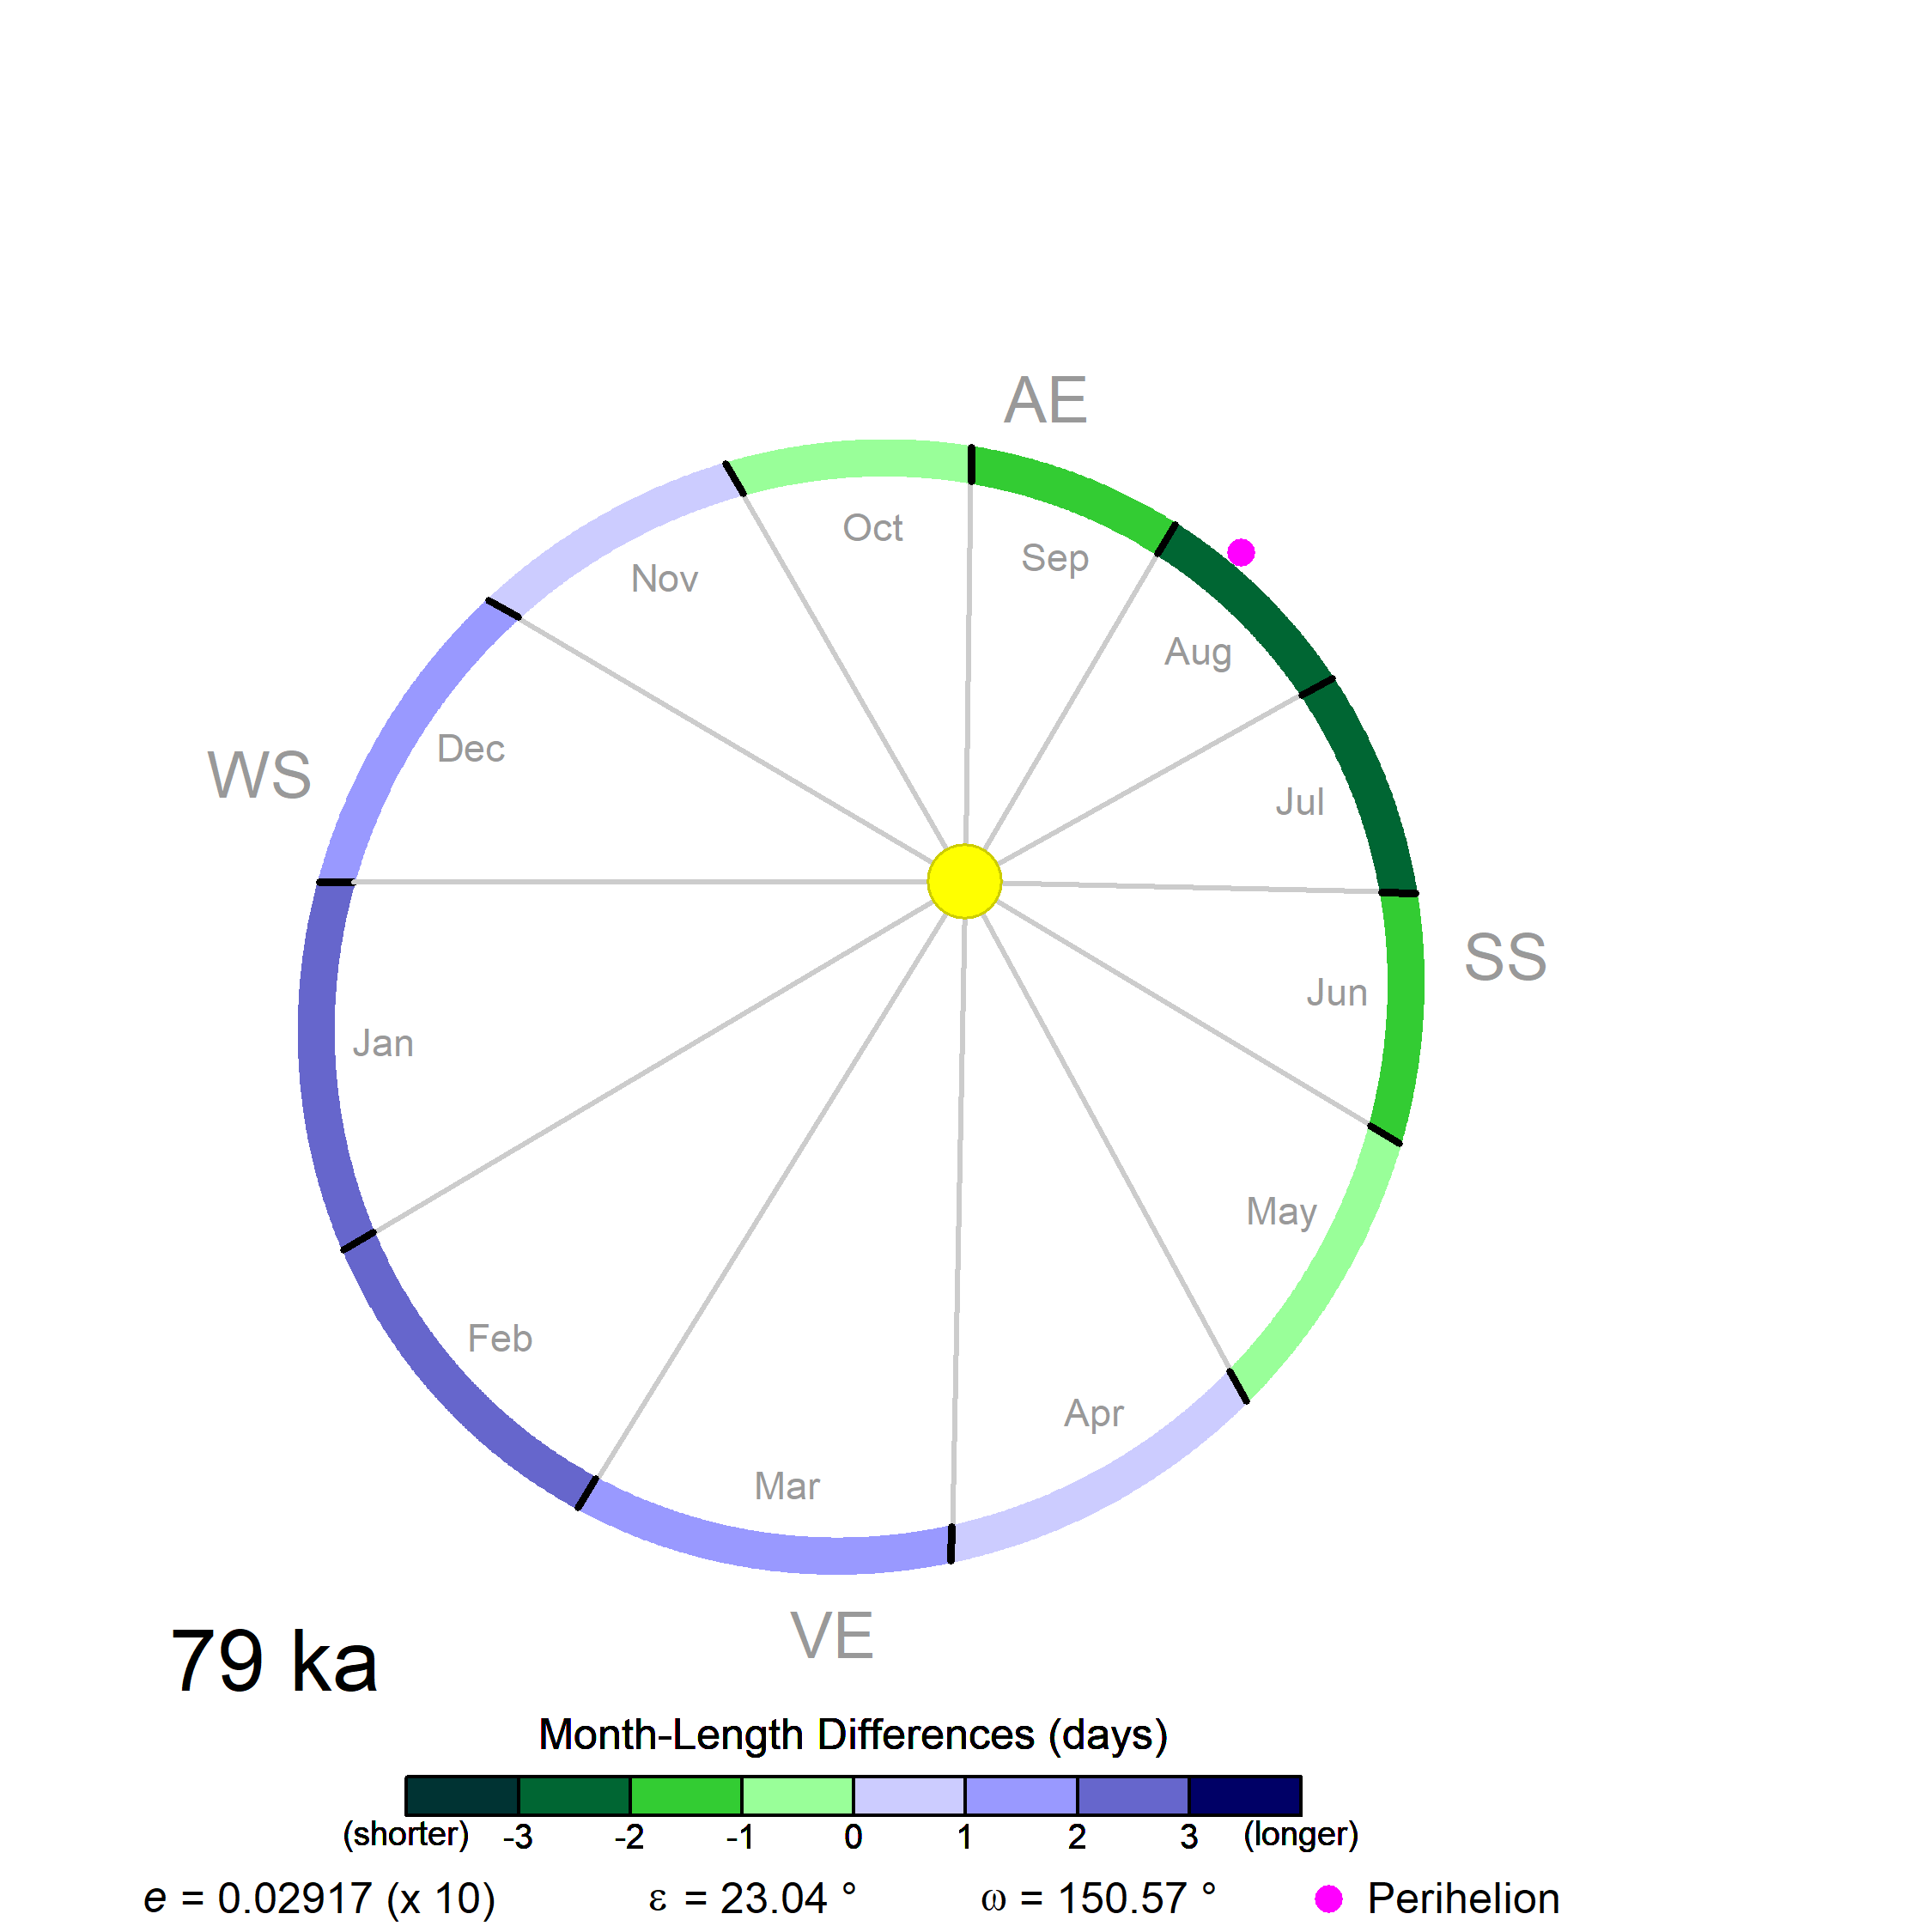 AE
Oct
Sep
Nov
Aug
Dec
WS
Jul
SS
Jun
Jan
May
Feb
Apr
Mar
VE
79 ka
Month-Length Differences (days)
(shorter) -3 -2 -1 0 1 2 3 (longer)
e = 0.02917 (x 10) ε = 23.04 ° ω = 150.57 ° Perihelion